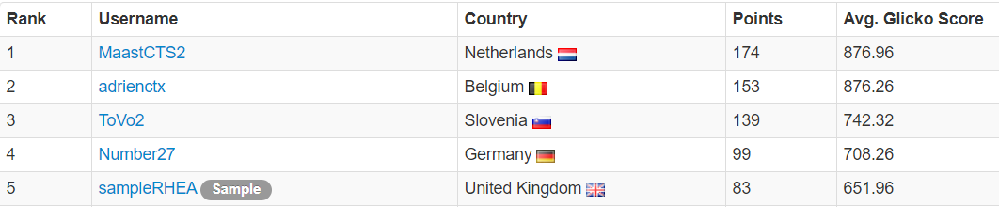 Rank Username Country Points Avg. Glicko Score
1 MaastCTS2 Netherlands 174 876.96
2 adrienctx Belgium 153 876.26
3 ToVo2 Slovenia 139 742.32
4 Number27 Germany 99 708.26
5 sampleRHEA Sample United Kingdom 83 651.96